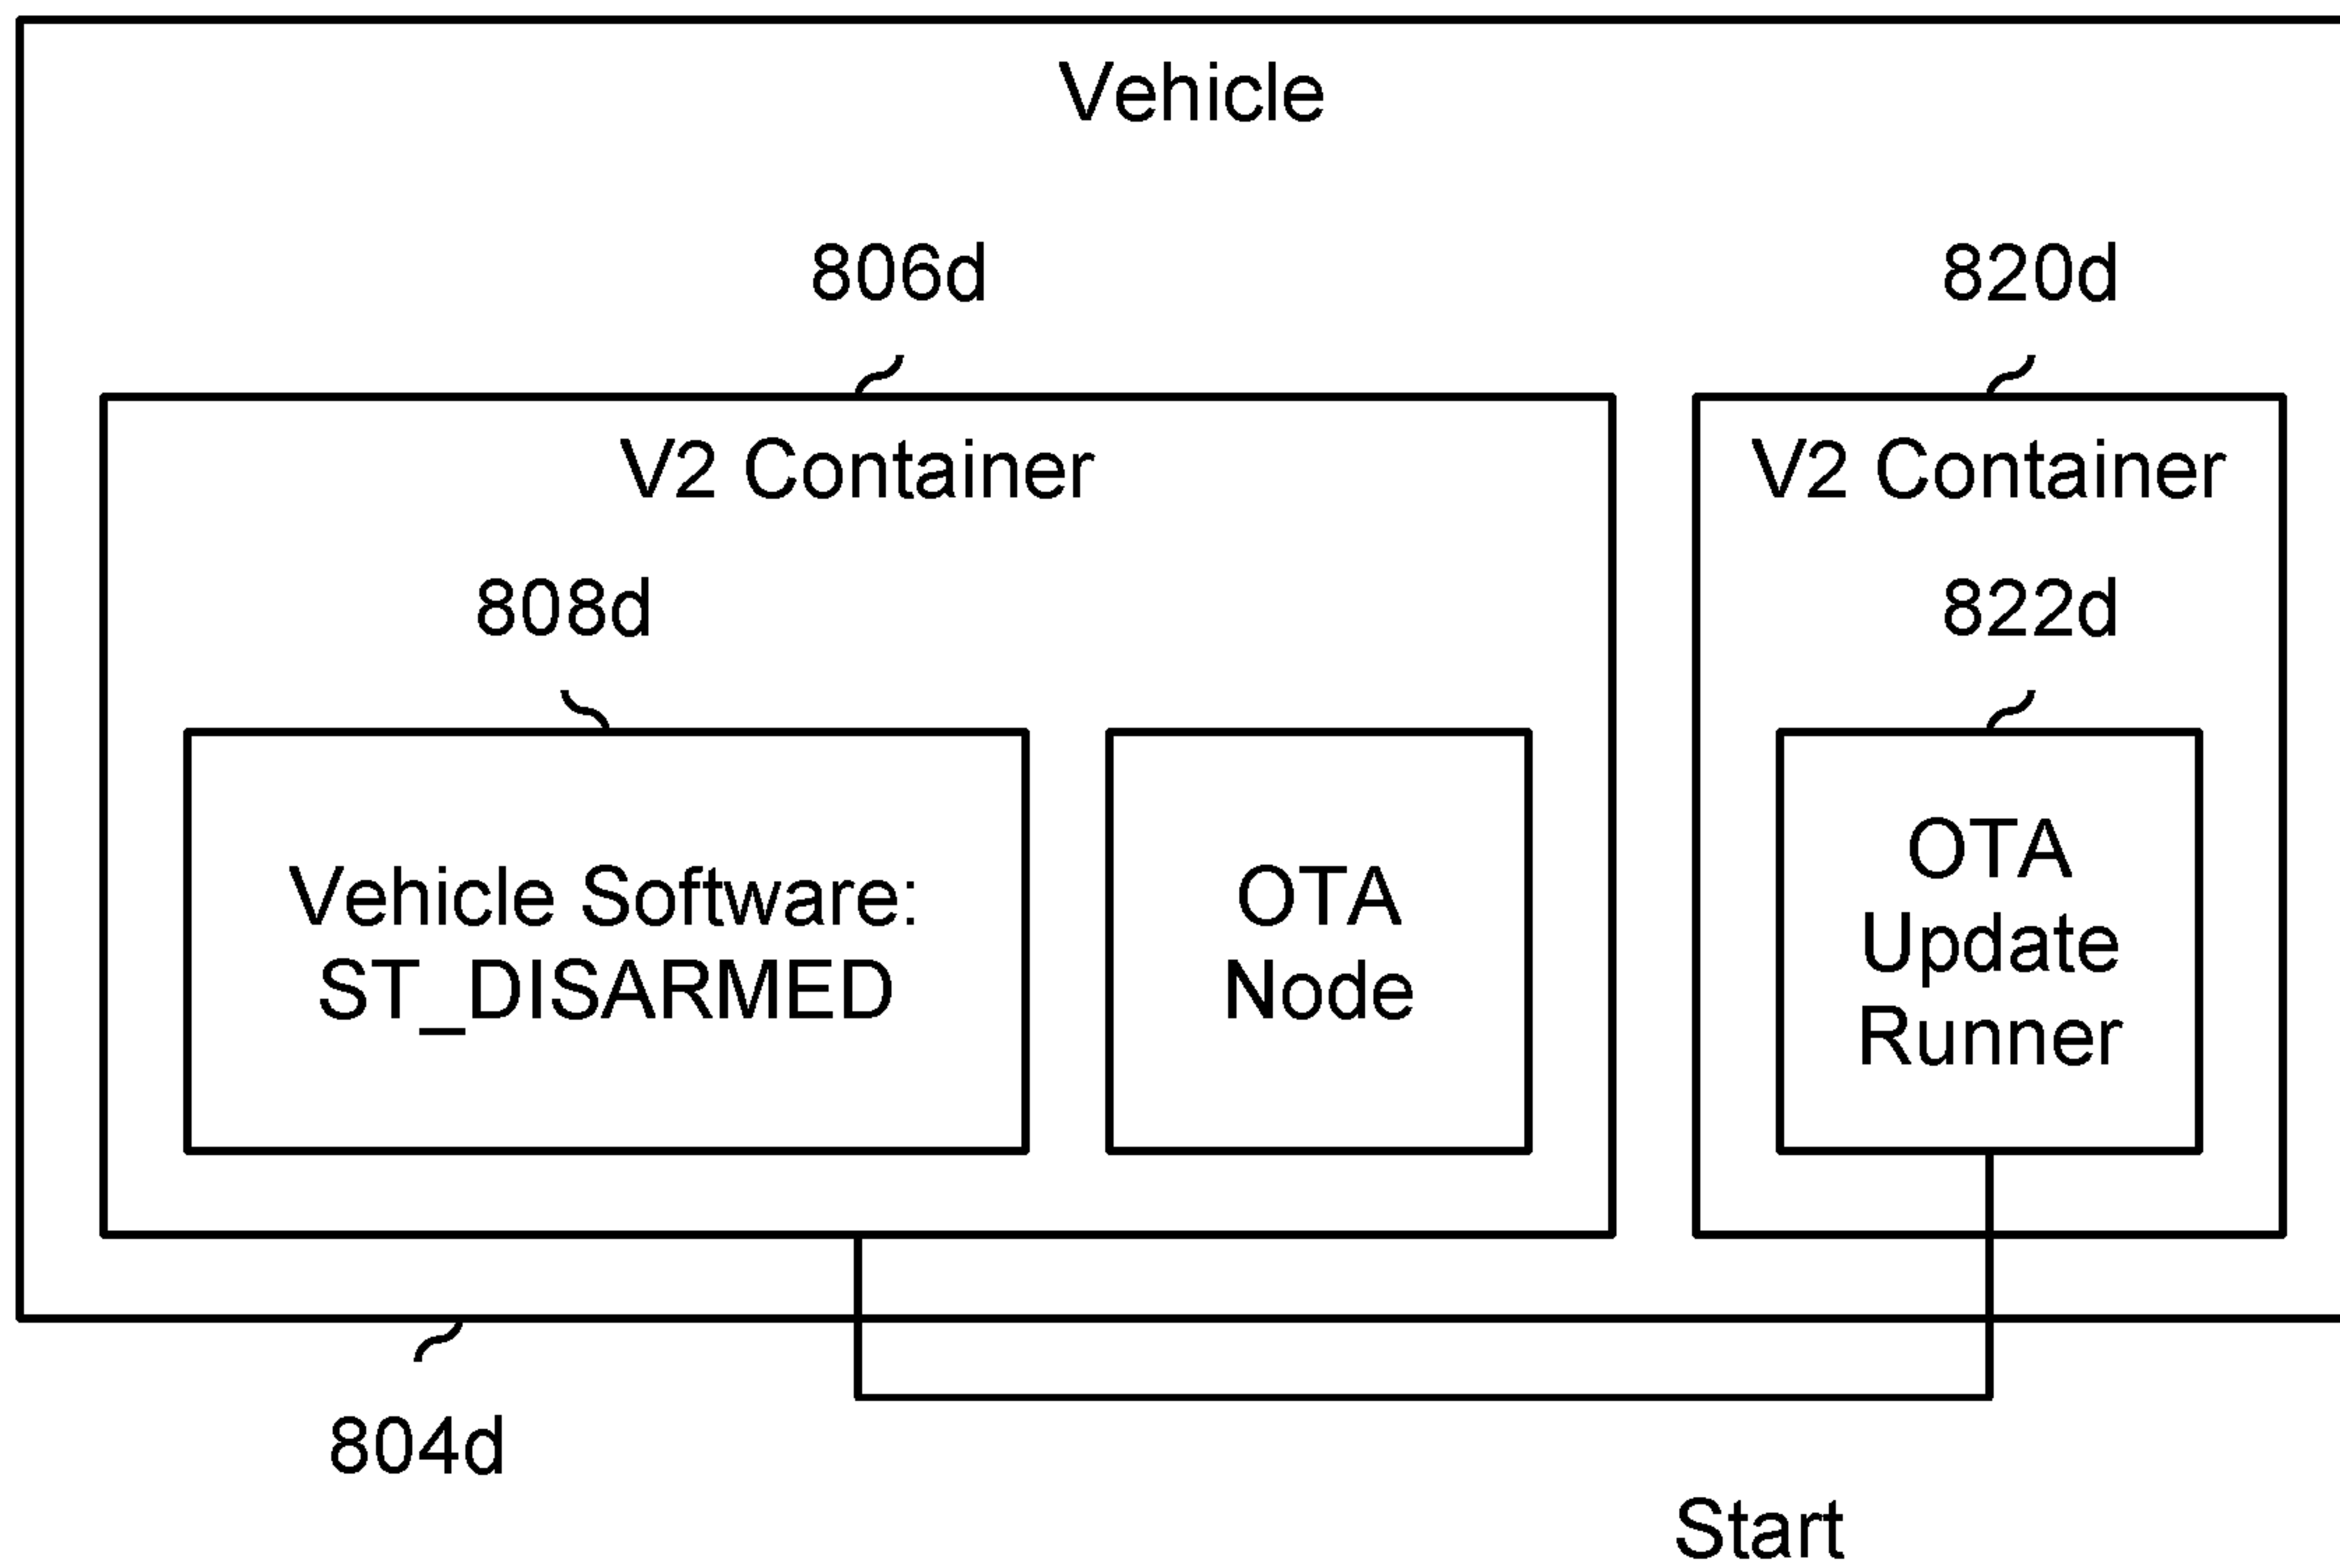 Vehicle
806d
820d
V2 Container
V2 Container
808d
822d
Vehicle Software:
ST_DISARMED
OTA
Node
OTA
Update
Runner
804d
Start